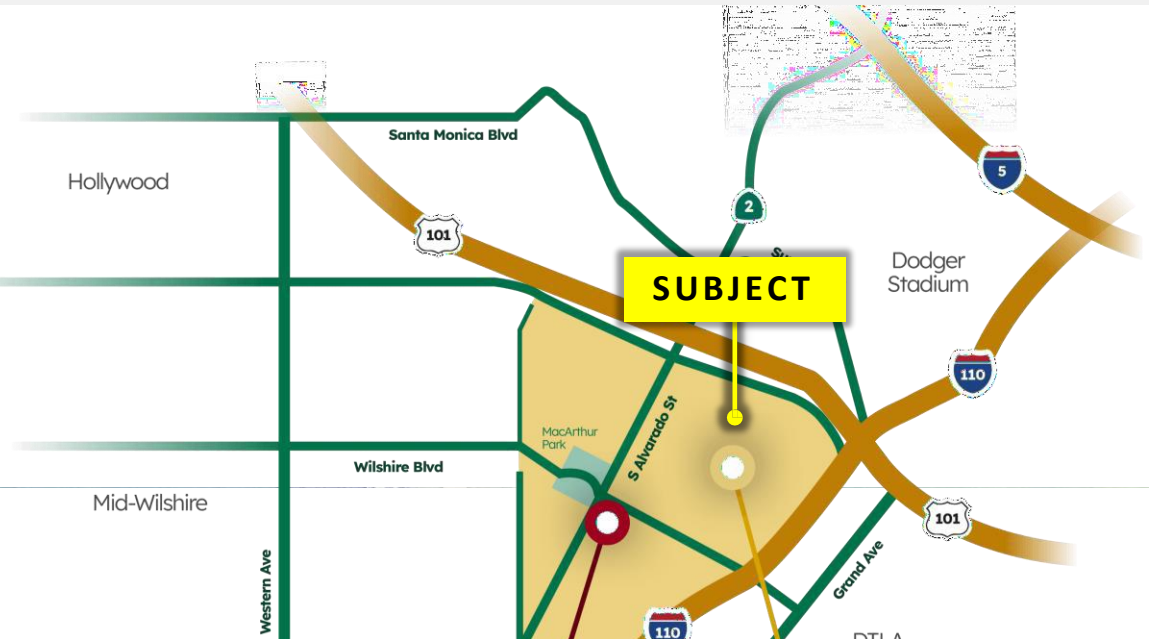 Santa Monica Blvd
Hollywood
5
2
101
Dodger
Stadium
SUBJECT
110
S Alvarado St
MacArthur
Park
Wilshire Blvd
Mid-Wilshire
101
Grand Ave
Western Ave
110